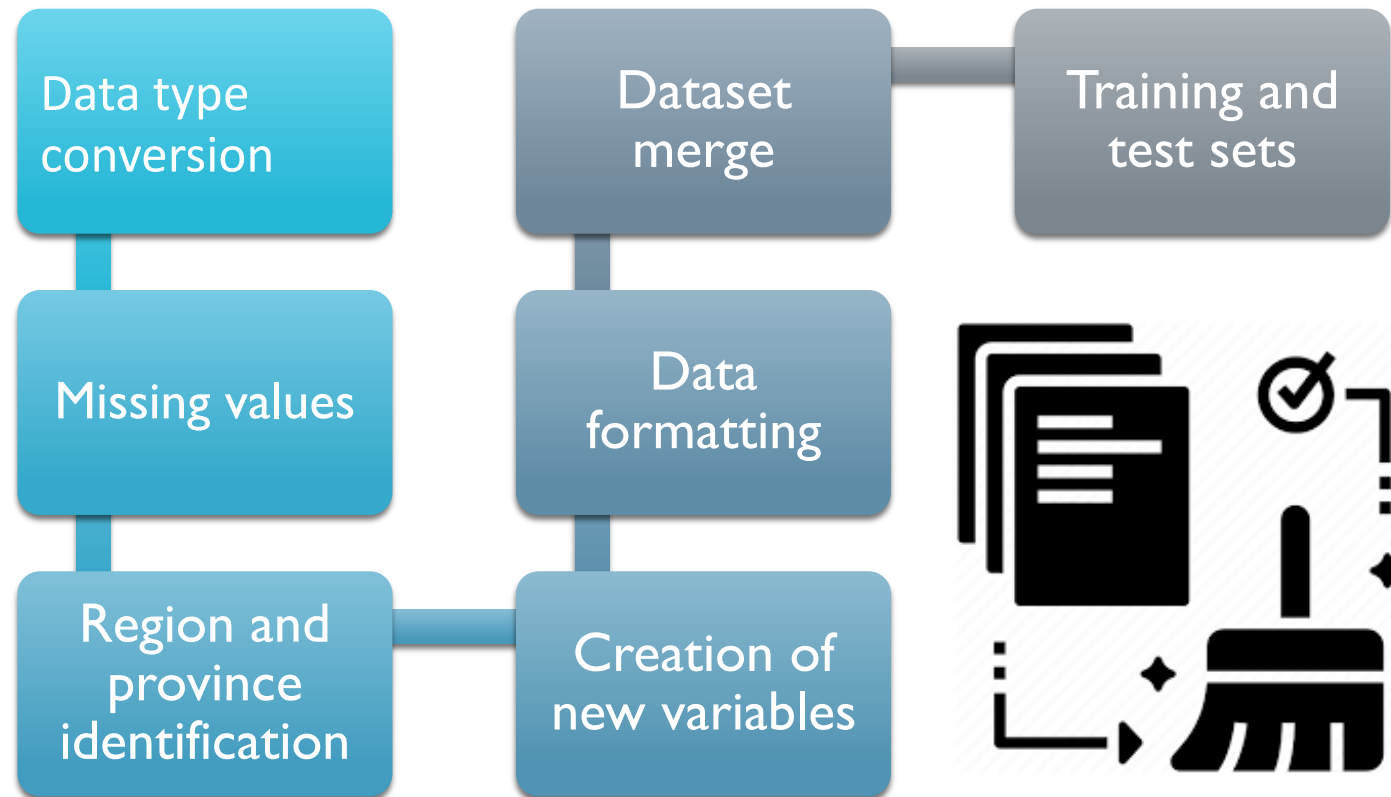 Data type
conversion
Missing values
Region and
province
identification
Creation of
new variables
Data
formatting
Dataset
merge
Training and
test sets